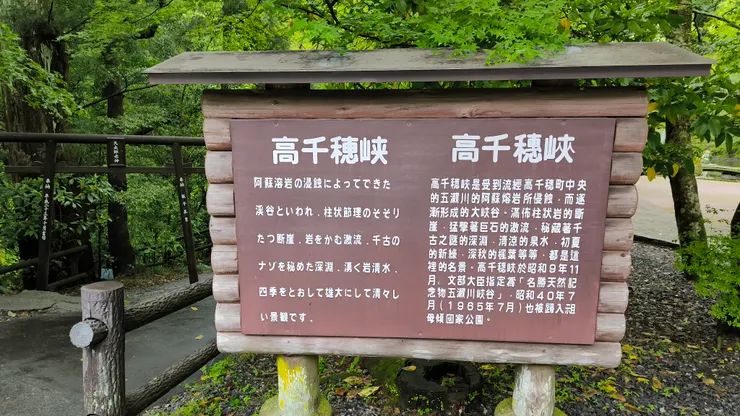 高千穂峡
阿蘇溶岩の浸蝕によってできた
渓谷といわれ．柱状節理のそそり
たつ断崖．岩をかむ激流．千古の
ナゾを秘めた深淵．湧く岩清水．
四季をとおして雄大にして清々し
い景観です．
高千穗峽
高千穗峽是受到流經高千穗町中央
的五瀨川的阿蘇熔岩所侵蝕，而逐
漸形成的大峽谷。滿佈柱狀岩的斷
崖，猛擊著巨石的激流，秘藏著千
古之謎的深淵，清涼的泉水，初夏
的新綠，深秋的楓葉等等，都是這
裡的名景。高千穗峽於昭和9年11
月，文部大臣指定爲「名勝天然記
念物五瀨川峽谷」，昭和40年7
月(1965年7月)也被歸入祖
母傾囯家公園。